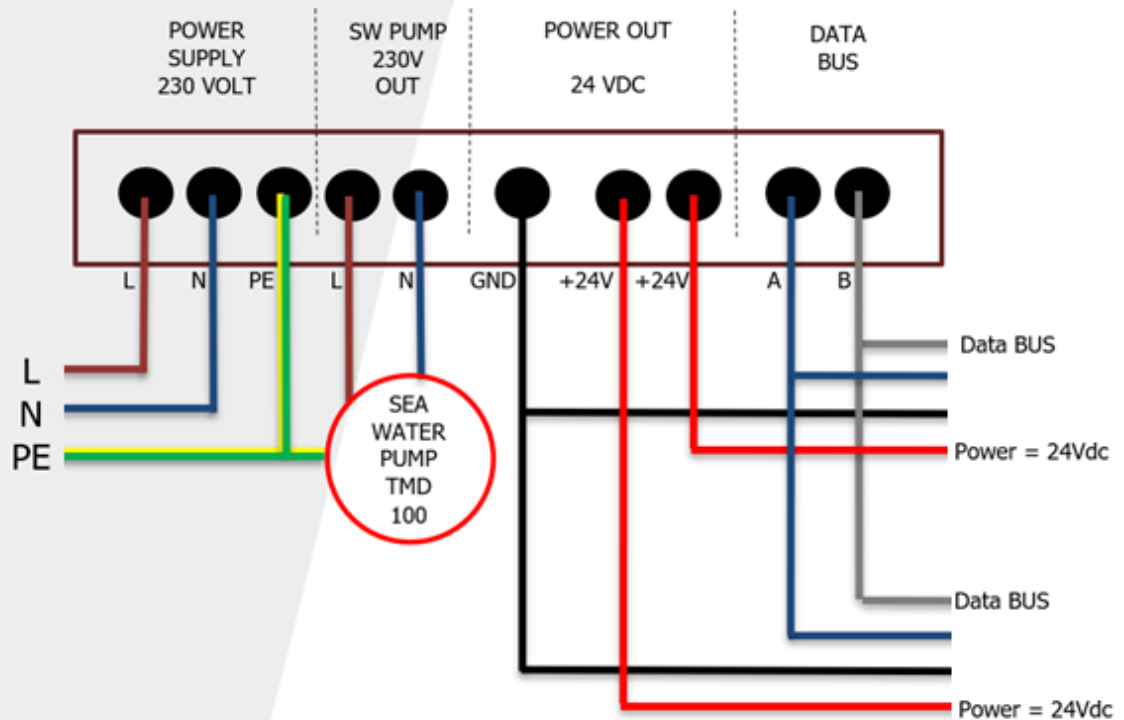 POWER
SUPPLY
230 VOLT
SW PUMP
230V
OUT
POWER OUT
24 VDC
DATA
BUS
L
N
PE
L
N
GND
+24V
+24V
A
B
L
N
PE
SEA
WATER
PUMP
TMD
100
Data BUS
Power = 24Vdc
Data BUS
Power = 24Vdc